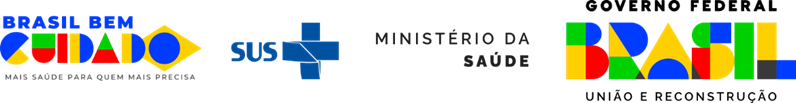 BRASIL BEM
CUIDADO
MAIS SAÚDE PARA QUEM MAIS PRECISA
SUS
MINISTÉRIO DA
SAÚDE
GOVERNO FEDERAL
BRASIL
UNIÃO E RECONSTRUÇÃO